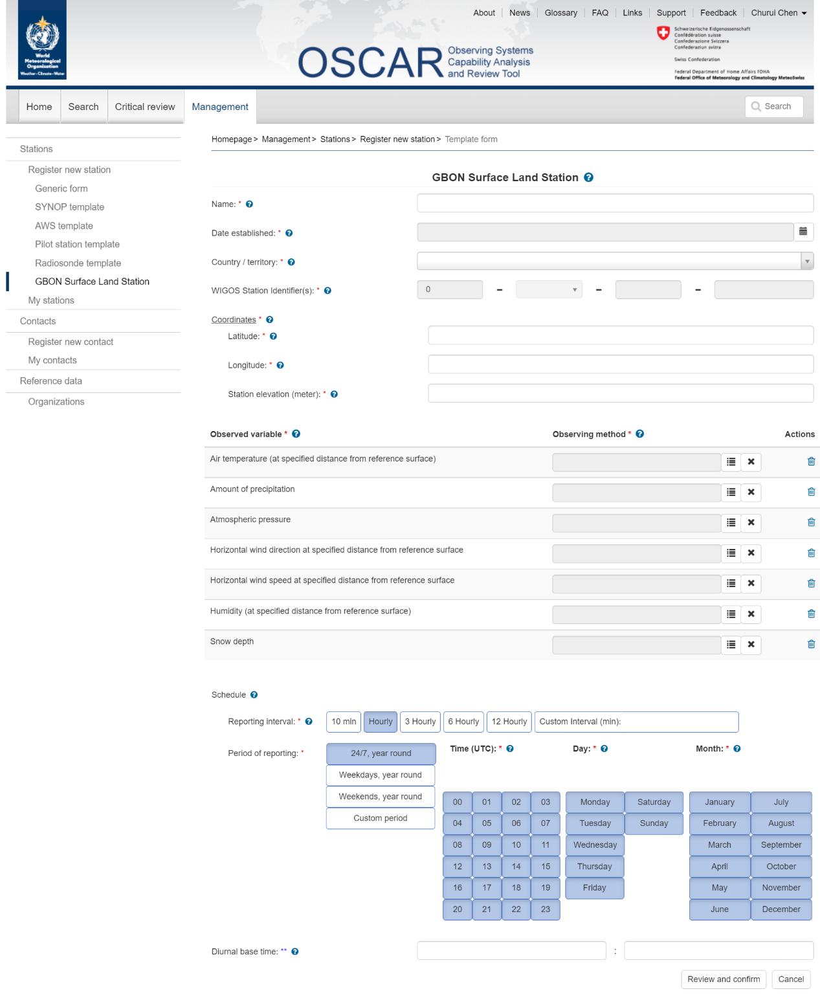 About News Glossary FAQ Links Support Feedback Churui Chen
World
Meteorological
Organisation
Weather · Climate · Water
OSCAR
Observing Systems
Capability Analysis
and Review Tool
Schweizerische Eidgenossenschaft
Confédération suisse
Confederazione Svizzera
Confederaziun svizra
Swiss Confederation
Federal Department of Home Affairs FDHA
Federal Office of Meteorology and Climatology MeteoSwiss
Home Search Critical review Management Search
Homepage> Management> Stations> Register new station> Template form
Stations
Register new station
Generic form
SYNOP template
AWS template
Pilot station template
Radiosonde template
GBON Surface Land Station
My stations
Contacts
Register new contact
My contacts
Reference data
Organizations
GBON Surface Land Station ?
Name: * ?
Date established: * ?
Country / territory: * ?
WIGOS Station Identifier(s): * ? 0 – – –
Coordinates * ?
Latitude: * ?
Longitude: * ?
Station elevation (meter): * ?
Observed variable * ? Observing method * ? Actions
Air temperature (at specified distance from reference surface)
Amount of precipitation
Atmospheric pressure
Horizontal wind direction at specified distance from reference surface
Horizontal wind speed at specified distance from reference surface
Humidity (at specified distance from reference surface)
Snow depth
Schedule ?
Reporting interval: * ? 10 min Hourly 3 Hourly 6 Hourly 12 Hourly Custom Interval (min):
Period of reporting: * 24/7, year round
Weekdays, year round
Weekends, year round
Custom period
Time (UTC): * ? Day: * ? Month: * ?
00 01 02 03 Monday Saturday January July
04 05 06 07 Tuesday Sunday February August
08 09 10 11 Wednesday March September
12 13 14 15 Thursday April October
16 17 18 19 Friday May November
20 21 22 23 June December
Diurnal base time: ** ? :
Review and confirm Cancel